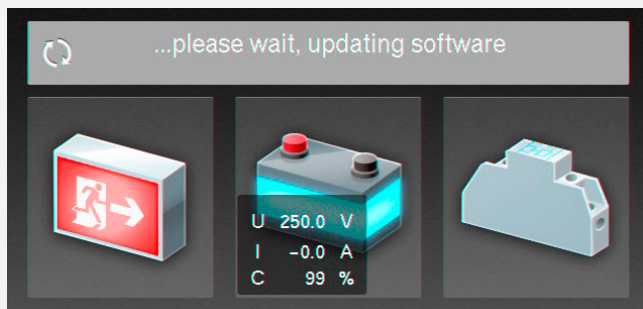 ...please wait, updating software
U 250.0 V
I -0.0 A
C 99 %